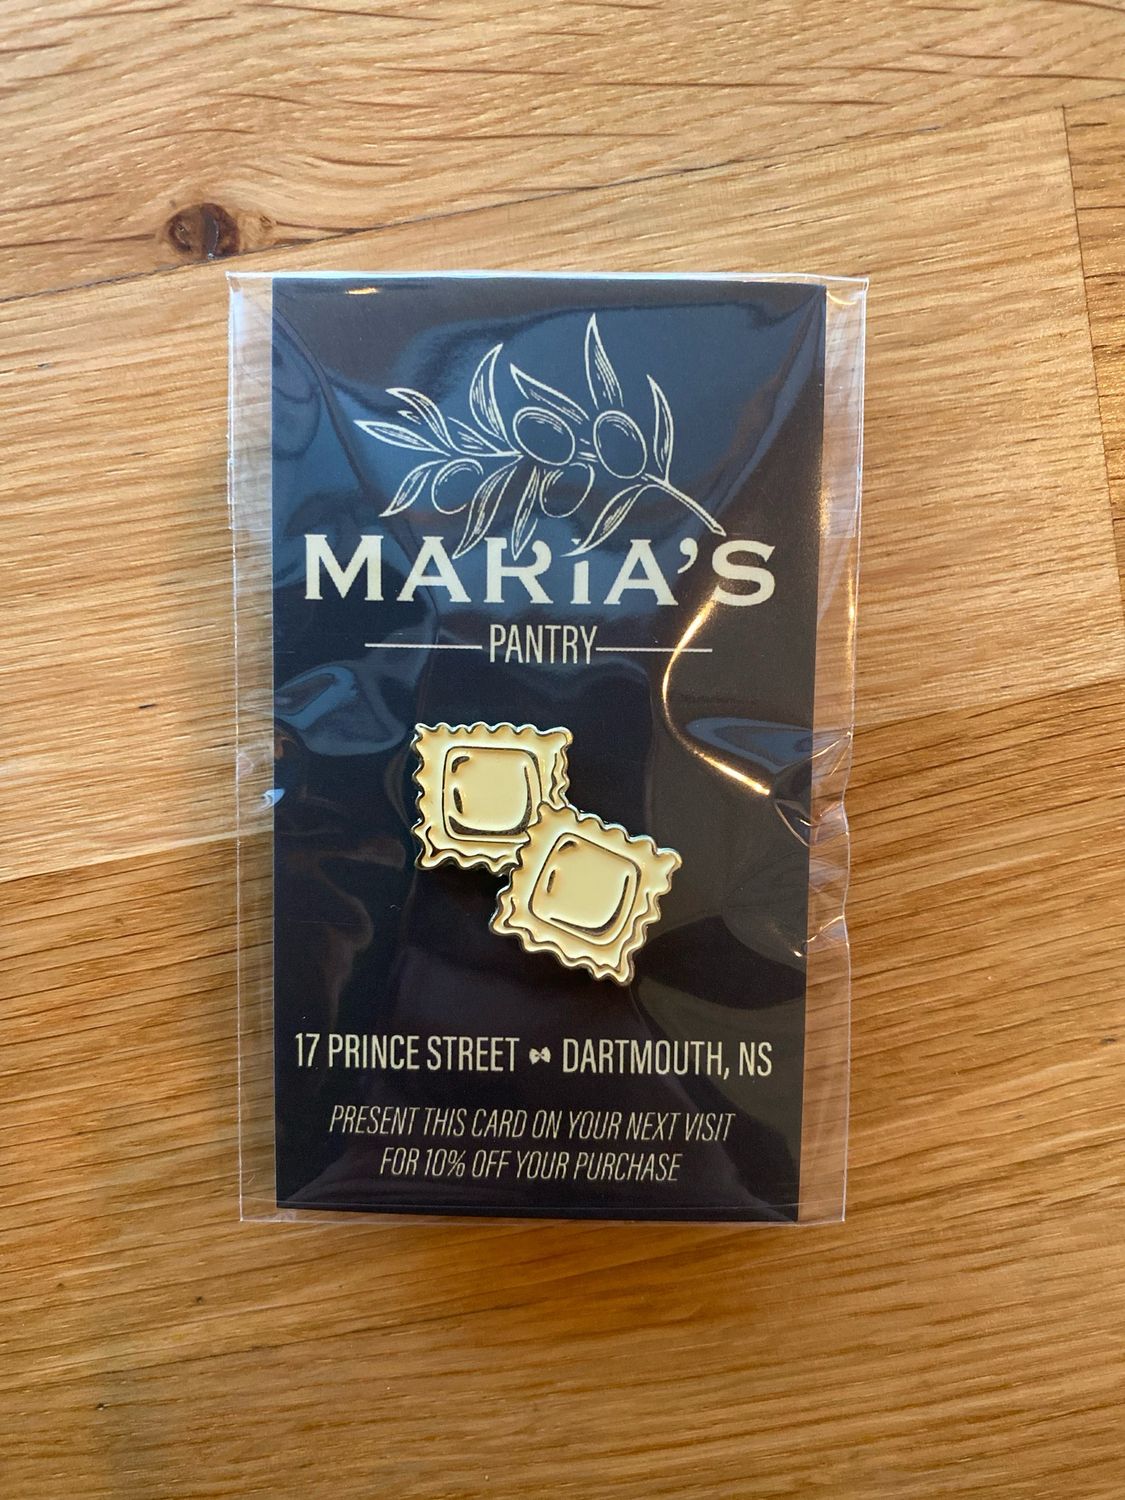 MARIA'S
PANTRY
17 PRINCE STREET DARTMOUTH, NS
PRESENT THIS CARD ON YOUR NEXT VISIT
FOR 10% OFF YOUR PURCHASE